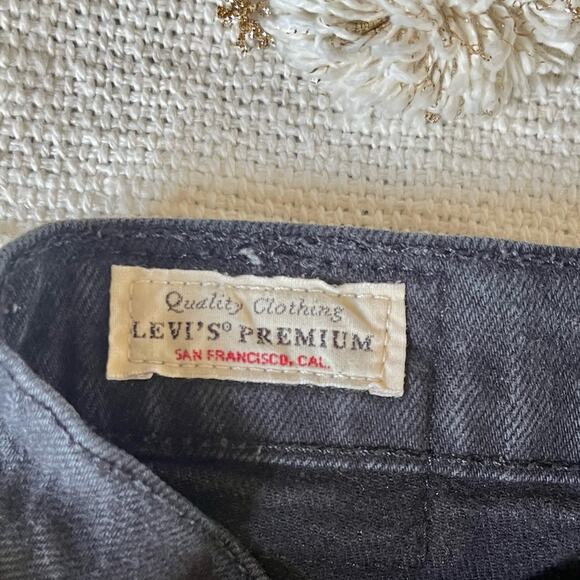 Quality Clothing
LEVI'S® PREMIUM
SAN FRANCISCO, CAL.